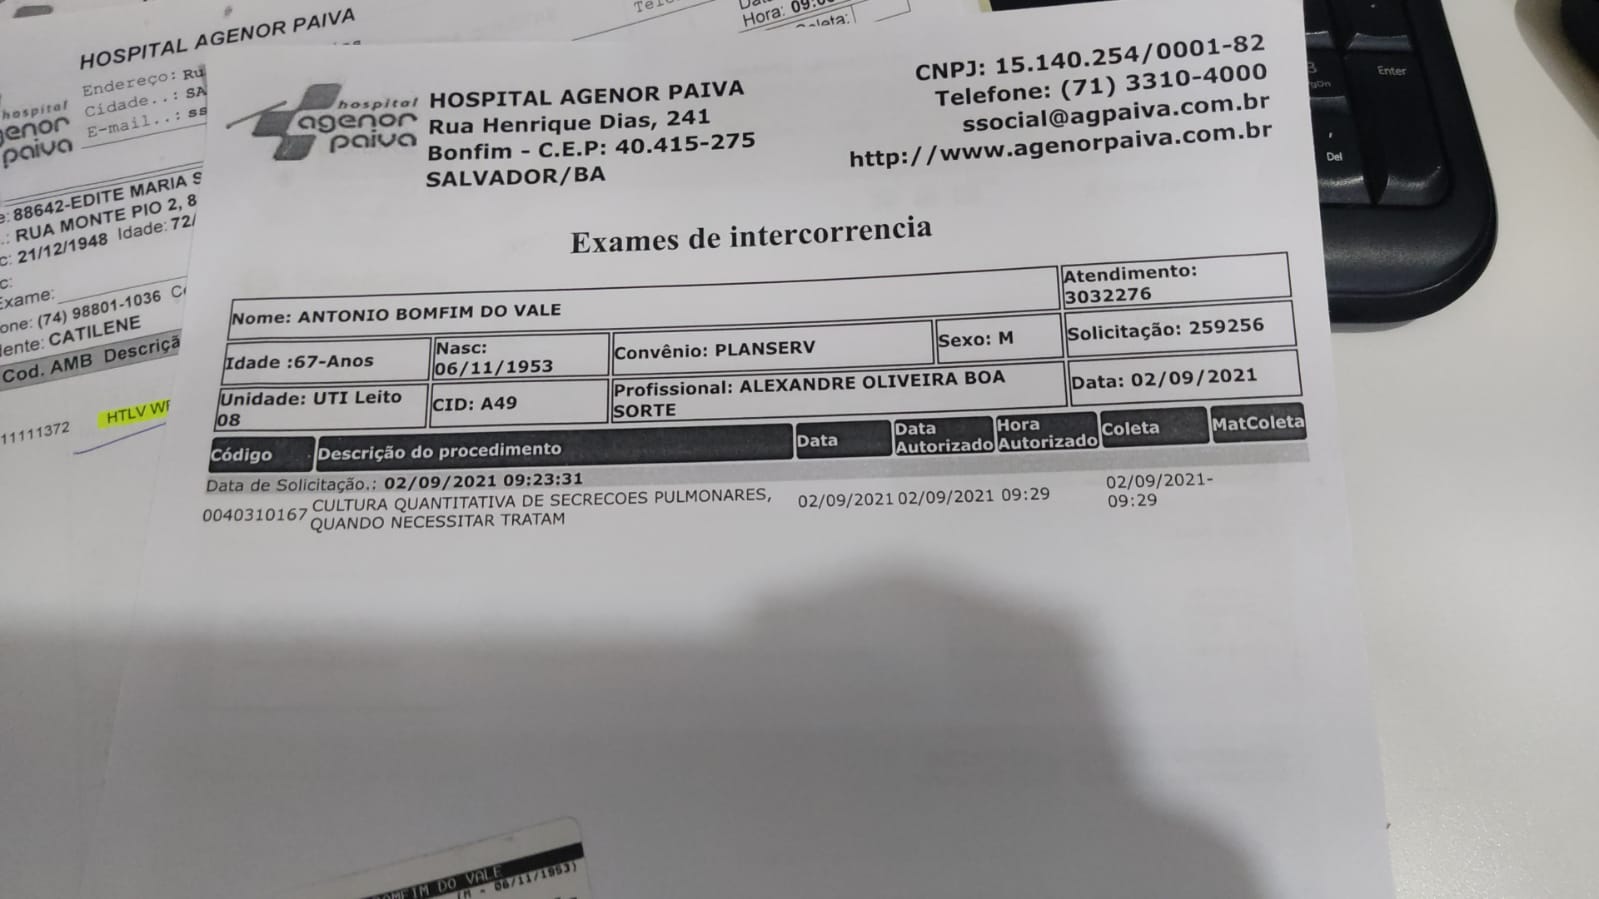 HOSPITAL AGENOR PAIVA
Endereço: Ru
Cidade..: SA
E-mail..: ss
hospital
agenor
paiva
88642-EDITE MARIA S
RUA MONTE PIO 2, 8
21/12/1948 Idade: 72/
Exame:
(74) 98801-1036
CATILENE
Cod. AMB Descriçã
11111372
HTLV WE
Hora: 09:0
HOSPITAL AGENOR PAIVA
Rua Henrique Dias, 241
Bonfim - C.E.P: 40.415-275
SALVADOR/BA
hospital
agenor
paiva
CNPJ: 15.140.254/0001-82
Telefone: (71) 3310-4000
ssocial@agpaiva.com.br
http://www.agenorpaiva.com.br
Exames de intercorrencia
Nome: ANTONIO BOMFIM DO VALE
Atendimento:
3032276
Idade :67-Anos
Nasc:
06/11/1953
Convênio: PLANSERV
Sexo: M
Solicitação: 259256
Unidade: UTI Leito
08
CID: A49
Profissional: ALEXANDRE OLIVEIRA BOA
SORTE
Data: 02/09/2021
Código
Descrição do procedimento
Data
Data
Autorizado
Hora
Autorizado
Coleta
MatColeta
Data de Solicitação.: 02/09/2021 09:23:31
0040310167
CULTURA QUANTITATIVA DE SECRECOES PULMONARES,
QUANDO NECESSITAR TRATAM
02/09/2021 02/09/2021 09:29
02/09/2021-
09:29
DO VALE
06/11/1953)
Enter
Del